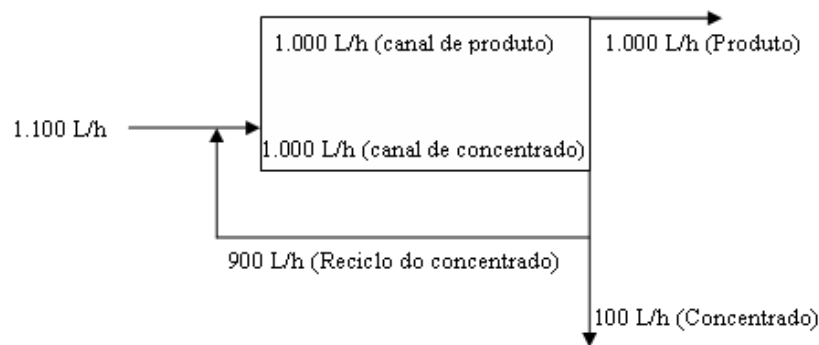 1.000 L/h (canal de produto)
1.000 L/h (Produto)
1.100 L/h
1.000 L/h (canal de concentrado)
900 L/h (Reciclo do concentrado)
100 L/h (Concentrado)